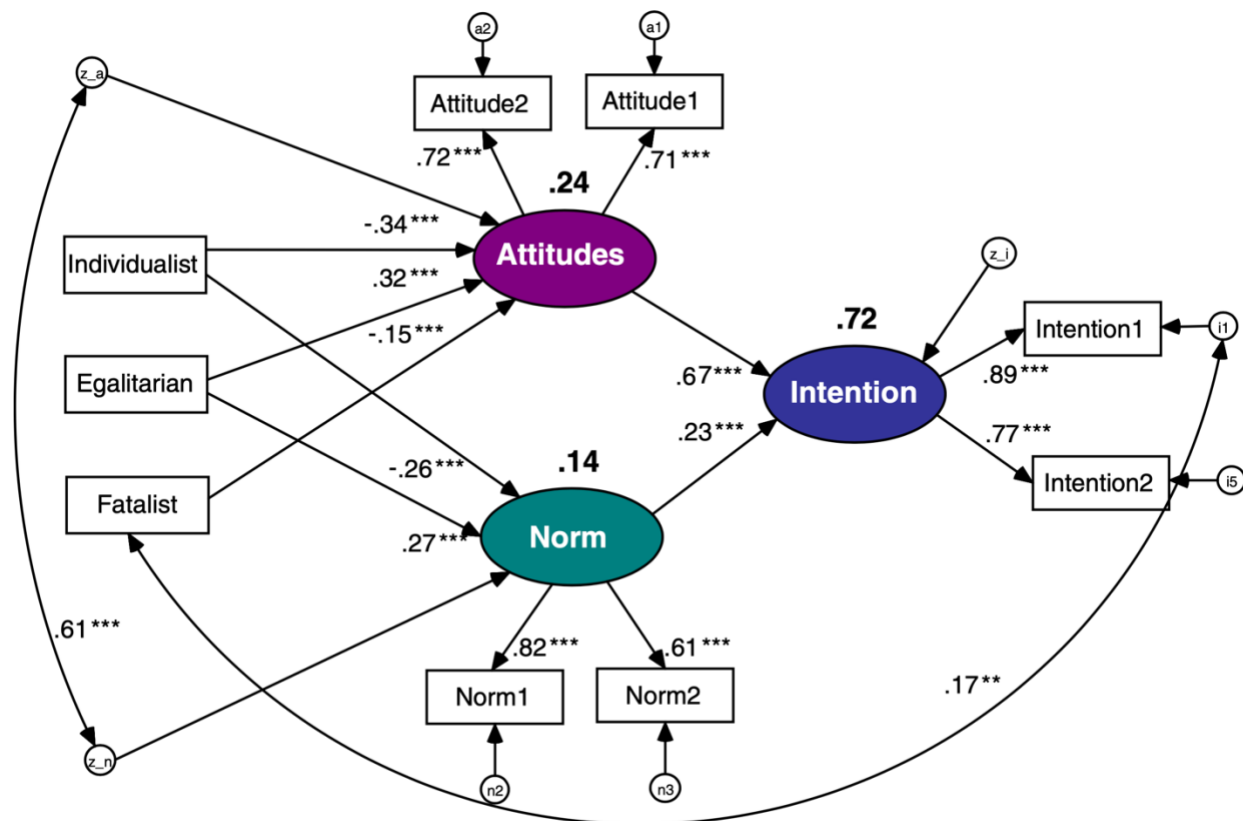 a2
a1
z_a
Attitude2
Attitude1
.72***
.71***
.24
-.34***
Individualist
Attitudes
.32***
z_i
-.15***
.72
Intention1
i1
Egalitarian
.67***
Intention
.89***
.23***
.77***
-.26***
.14
Fatalist
Intention2
i5
.27***
Norm
.61***
.82***
.61***
Norm1
Norm2
.17**
z_n
n2
n3